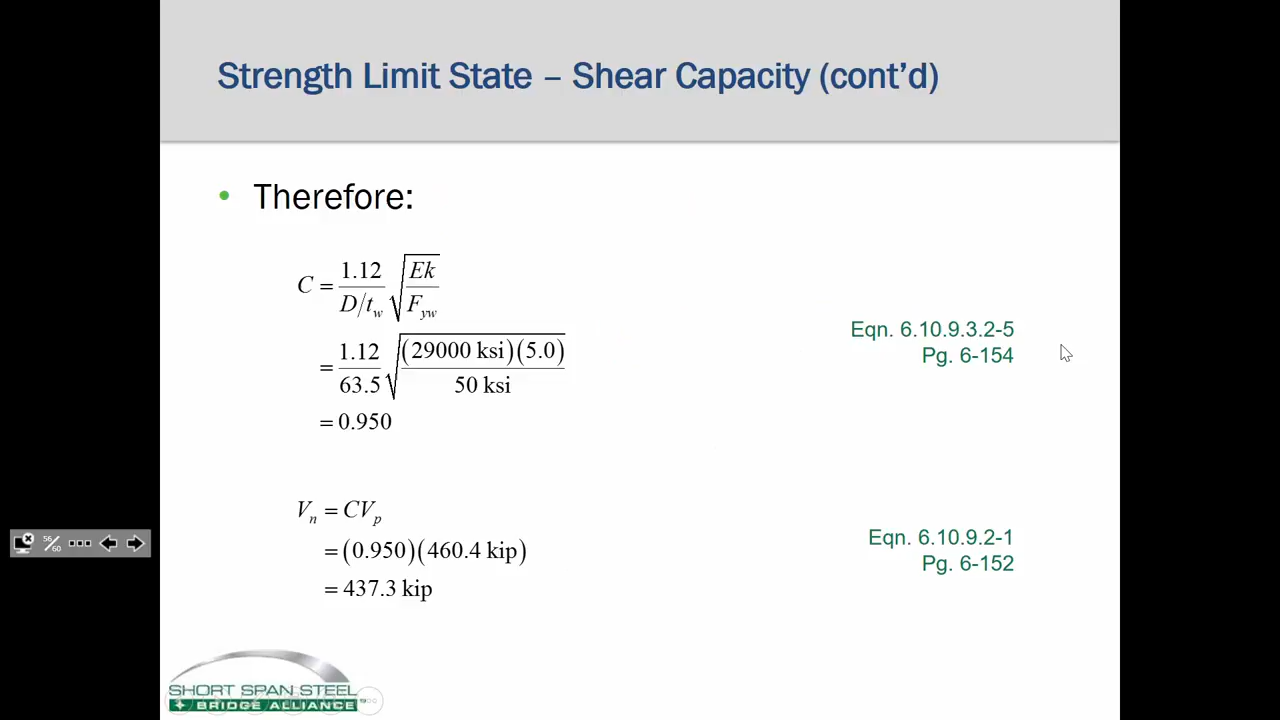 Strength Limit State – Shear Capacity (cont’d)
• Therefore:
C = 1.12 / (D/t_w) √(Ek / F_yw)
= 1.12 / 63.5 √((29000 ksi)(5.0) / 50 ksi)
Eqn. 6.10.9.3.2-5
Pg. 6-154
= 0.950
V_n = CV_p
= (0.950)(460.4 kip)
= 437.3 kip
Eqn. 6.10.9.2-1
Pg. 6-152
56/60
SHORT SPAN STEEL
BRIDGE ALLIANCE